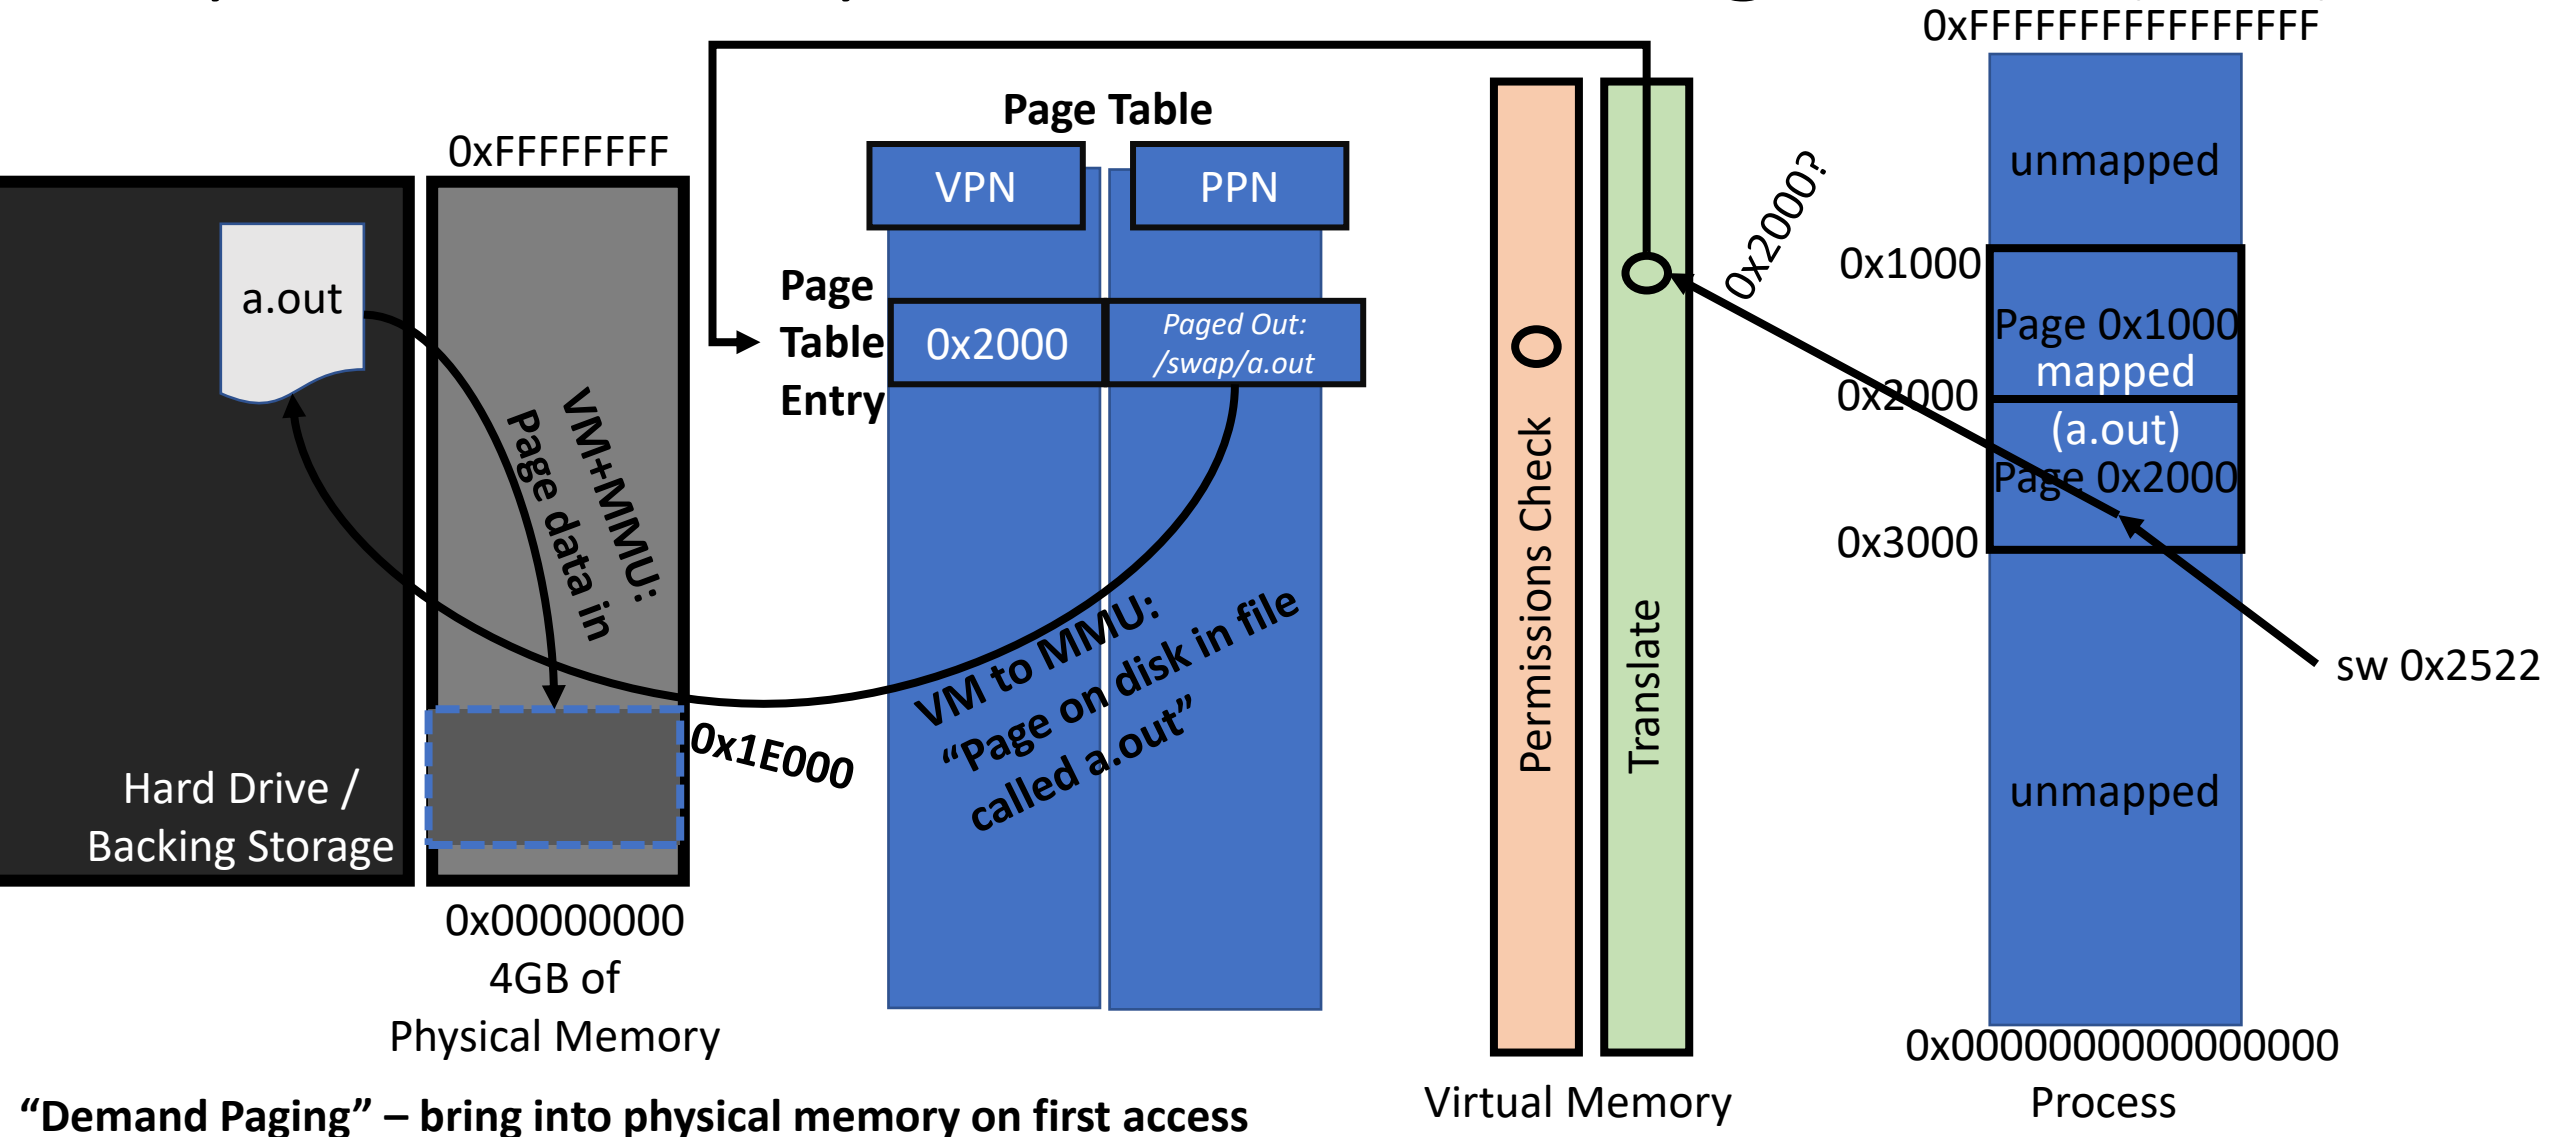 0xFFFFFFFFFFFFFFFF
Page Table
0xFFFFFFFF
VPN
PPN
unmapped
0x2000?
0x1000
a.out
Page
Table
Entry
0x2000
Paged Out:
/swap/a.out
Page 0x1000
mapped
0x2000
(a.out)
Page 0x2000
0x3000
VM+MMU:
Page data in
Permissions Check
Translate
VM to MMU:
“Page on disk in file
called a.out”
sw 0x2522
0x1E000
Hard Drive /
Backing Storage
unmapped
0x00000000
4GB of
Physical Memory
0x0000000000000000
Virtual Memory
Process
“Demand Paging” – bring into physical memory on first access